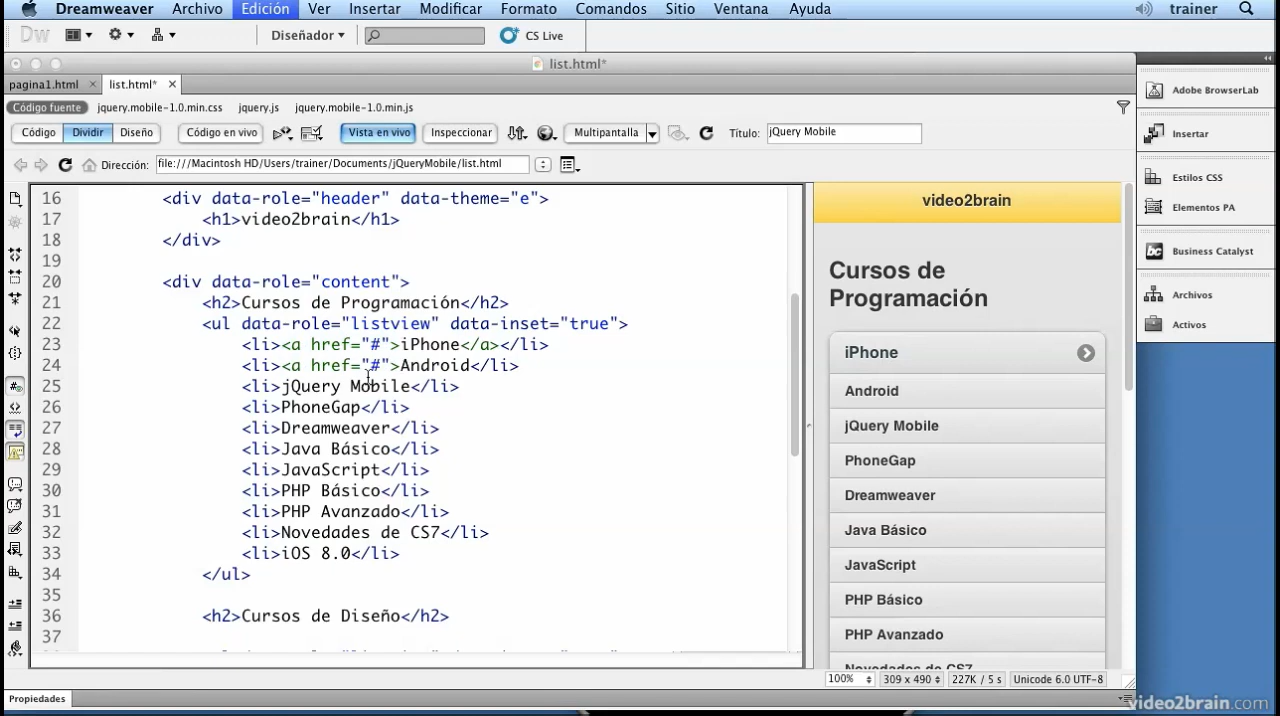 Dreamweaver Archivo Edición Ver Insertar Modificar Formato Comandos Sitio Ventana Ayuda trainer
Dw Diseñador CS Live
list.html*
pagina1.html list.html*
Código fuente jquery.mobile-1.0.min.css jquery.js jquery.mobile-1.0.min.js
Código Dividir Diseño Código en vivo Vista en vivo Inspeccionar Multipantalla Título: jQuery Mobile
Dirección: file:///Macintosh HD/Users/trainer/Documents/jQueryMobile/list.html
16 <div data-role="header" data-theme="e">
17 <h1>video2brain</h1>
18 </div>
19
20 <div data-role="content">
21 <h2>Cursos de Programación</h2>
22 <ul data-role="listview" data-inset="true">
23 <li><a href="#">iPhone</a></li>
24 <li><a href="#">Android</li>
25 <li>jQuery Mobile</li>
26 <li>PhoneGap</li>
27 <li>Dreamweaver</li>
28 <li>Java Básico</li>
29 <li>JavaScript</li>
30 <li>PHP Básico</li>
31 <li>PHP Avanzado</li>
32 <li>Novedades de CS7</li>
33 <li>iOS 8.0</li>
34 </ul>
35
36 <h2>Cursos de Diseño</h2>
37
video2brain
Cursos de
Programación
iPhone
Android
jQuery Mobile
PhoneGap
Dreamweaver
Java Básico
JavaScript
PHP Básico
PHP Avanzado
Novedades de CS7
100% 309 x 490 227K / 5 s Unicode 6.0 UTF-8
Propiedades
Adobe BrowserLab
Insertar
Estilos CSS
Elementos PA
bc Business Catalyst
Archivos
Activos
video2brain.com